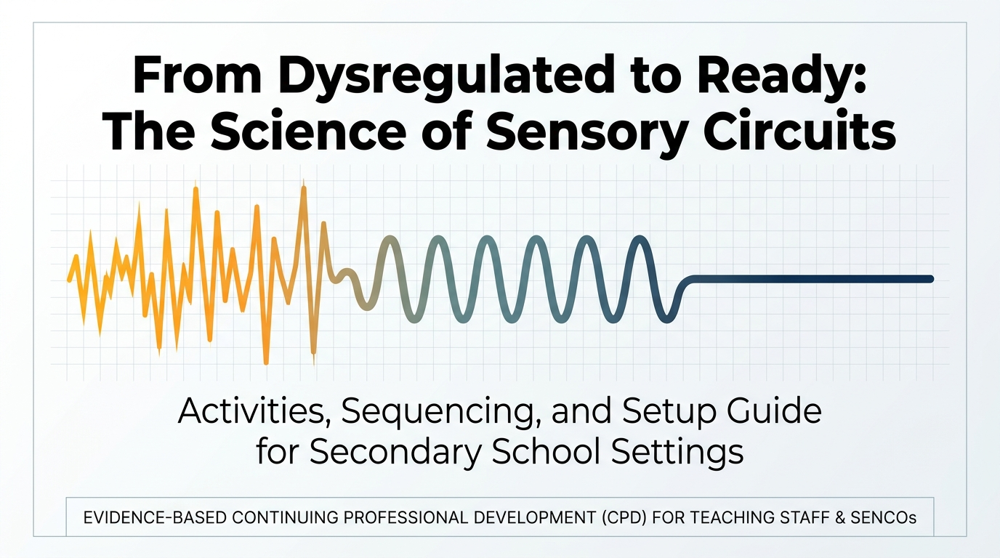 From Dysregulated to Ready:
The Science of Sensory Circuits
Activities, Sequencing, and Setup Guide
for Secondary School Settings
EVIDENCE-BASED CONTINUING PROFESSIONAL DEVELOPMENT (CPD) FOR TEACHING STAFF & SENCOs